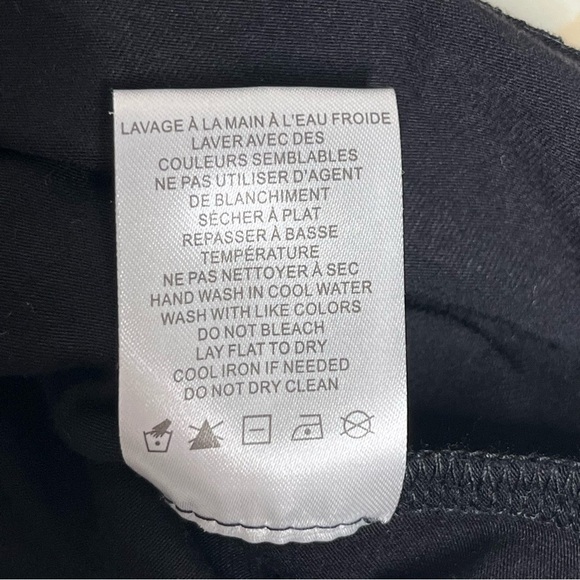 LAVAGE À LA MAIN À L'EAU FROIDE
LAVER AVEC DES
COULEURS SEMBLABLES
NE PAS UTILISER D'AGENT
DE BLANCHIMENT
SÉCHER À PLAT
REPASSER À BASSE
TEMPÉRATURE
NE PAS NETTOYER À SEC
HAND WASH IN COOL WATER
WASH WITH LIKE COLORS
DO NOT BLEACH
LAY FLAT TO DRY
COOL IRON IF NEEDED
DO NOT DRY CLEAN